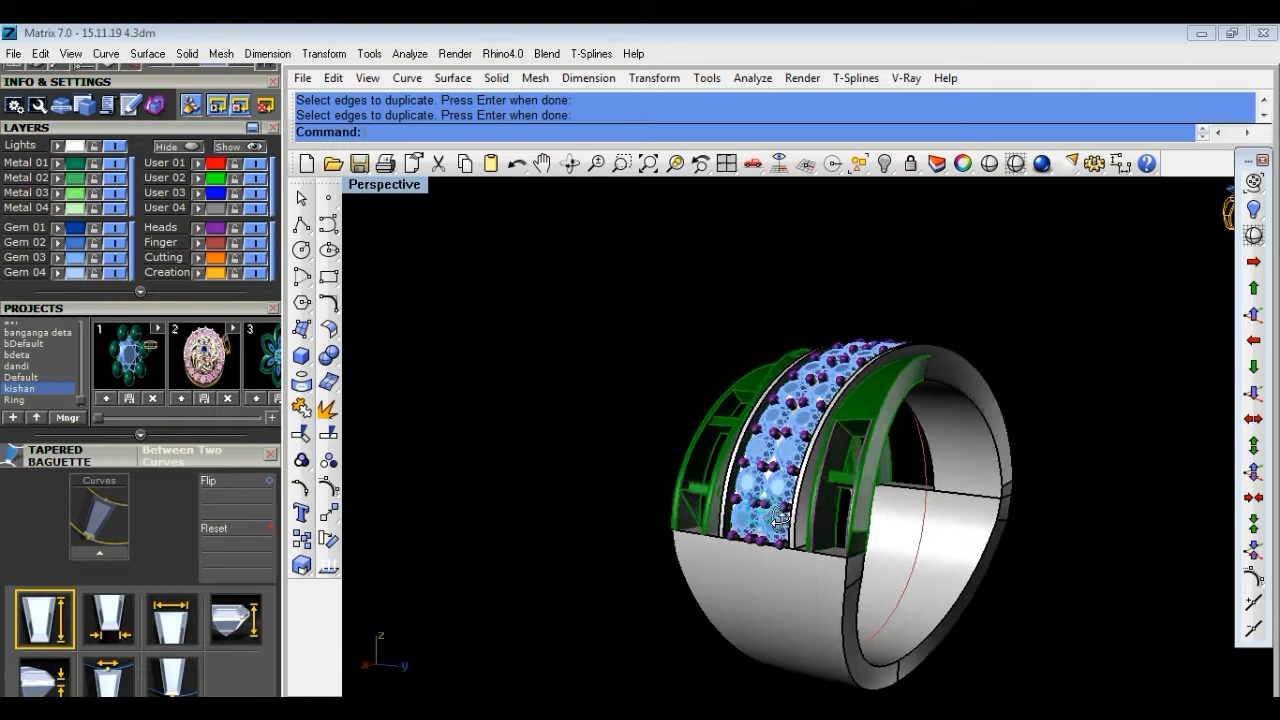 Matrix 7.0 - 15.11.19 4.3dm
File Edit View Curve Surface Solid Mesh Dimension Transform Tools Analyze Render Rhino4.0 Blend T-Splines Help
INFO & SETTINGS
File Edit View Curve Surface Solid Mesh Dimension Transform Tools Analyze Render T-Splines V-Ray Help
Select edges to duplicate. Press Enter when done:
Select edges to duplicate. Press Enter when done:
Command:
LAYERS
Lights Hide Show
Metal 01 User 01
Metal 02 User 02
Metal 03 User 03
Metal 04 User 04
Gem 01 Heads
Gem 02 Finger
Gem 03 Cutting
Gem 04 Creation
Perspective
PROJECTS
banganga deta
bDefault
bdeta
dandi
Default
kishan
Ring
1 2 3
Mngr
TAPERED BAGUETTE
Between Two Curves
Curves
Flip
Reset
z
x
y